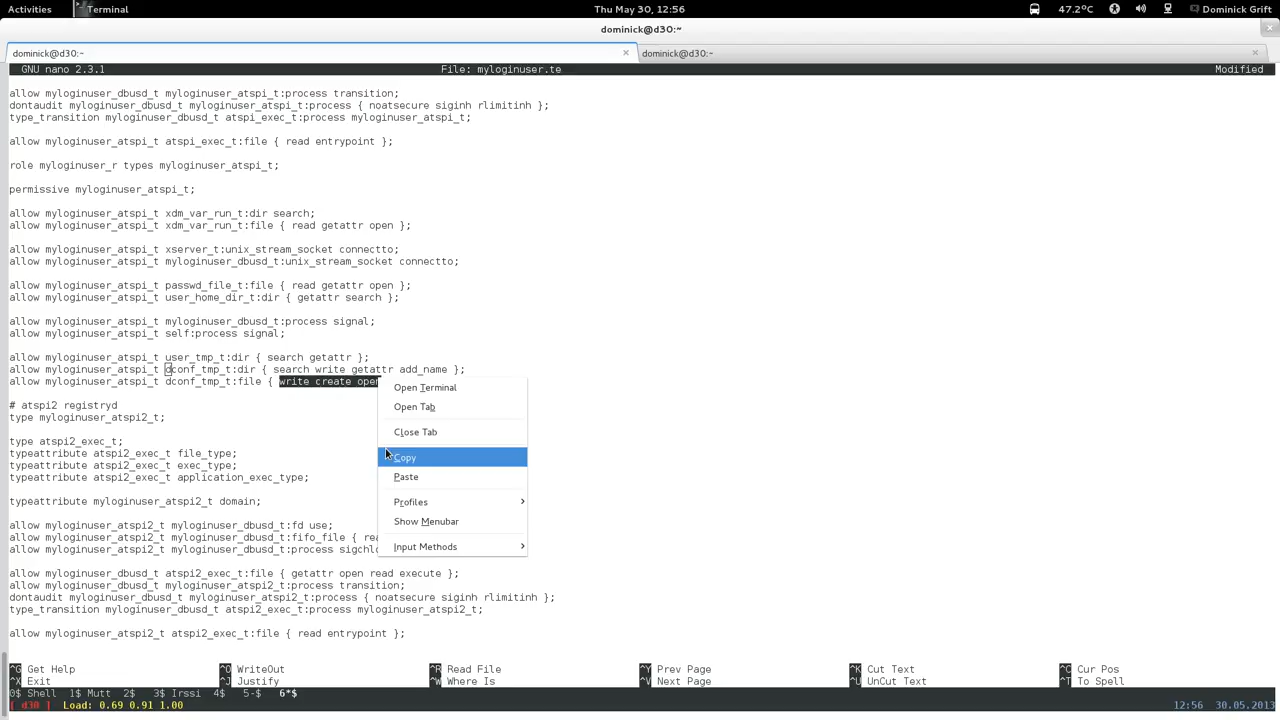 Activities Terminal Thu May 30, 12:56 47.2°C Dominick Grift
dominick@d30:~
dominick@d30:~ × dominick@d30:~ ×
GNU nano 2.3.1 File: myloginuser.te Modified
allow myloginuser_dbusd_t myloginuser_atspi_t:process transition;
dontaudit myloginuser_dbusd_t myloginuser_atspi_t:process { noatsecure siginh rlimitinh };
type_transition myloginuser_dbusd_t atspi_exec_t:process myloginuser_atspi_t;
allow myloginuser_atspi_t atspi_exec_t:file { read entrypoint };
role myloginuser_r types myloginuser_atspi_t;
permissive myloginuser_atspi_t;
allow myloginuser_atspi_t xdm_var_run_t:dir search;
allow myloginuser_atspi_t xdm_var_run_t:file { read getattr open };
allow myloginuser_atspi_t xserver_t:unix_stream_socket connectto;
allow myloginuser_atspi_t myloginuser_dbusd_t:unix_stream_socket connectto;
allow myloginuser_atspi_t passwd_file_t:file { read getattr open };
allow myloginuser_atspi_t user_home_dir_t:dir { getattr search };
allow myloginuser_atspi_t myloginuser_dbusd_t:process signal;
allow myloginuser_atspi_t self:process signal;
allow myloginuser_atspi_t user_tmp_t:dir { search getattr };
allow myloginuser_atspi_t dconf_tmp_t:dir { search write getattr add_name };
allow myloginuser_atspi_t dconf_tmp_t:file { write create open
Open Terminal
Open Tab
Close Tab
Copy
Paste
Profiles
Show Menubar
Input Methods
# atspi2 registryd
type myloginuser_atspi2_t;
type atspi2_exec_t;
typeattribute atspi2_exec_t file_type;
typeattribute atspi2_exec_t exec_type;
typeattribute atspi2_exec_t application_exec_type;
typeattribute myloginuser_atspi2_t domain;
allow myloginuser_atspi2_t myloginuser_dbusd_t:fd use;
allow myloginuser_atspi2_t myloginuser_dbusd_t:fifo_file { rea
allow myloginuser_atspi2_t myloginuser_dbusd_t:process sigchl
allow myloginuser_dbusd_t atspi2_exec_t:file { getattr open read execute };
allow myloginuser_dbusd_t myloginuser_atspi2_t:process transition;
dontaudit myloginuser_dbusd_t myloginuser_atspi2_t:process { noatsecure siginh rlimitinh };
type_transition myloginuser_dbusd_t atspi2_exec_t:process myloginuser_atspi2_t;
allow myloginuser_atspi2_t atspi2_exec_t:file { read entrypoint };
^G Get Help ^O WriteOut ^R Read File ^Y Prev Page ^K Cut Text ^C Cur Pos
^X Exit ^J Justify ^W Where Is ^V Next Page ^U UnCut Text ^T To Spell
0$ Shell 1$ Mutt 2$ 3$ Irssi 4$ 5-$ 6*$
[ d30 ] Load: 0.69 0.91 1.00 12:56 30.05.2013